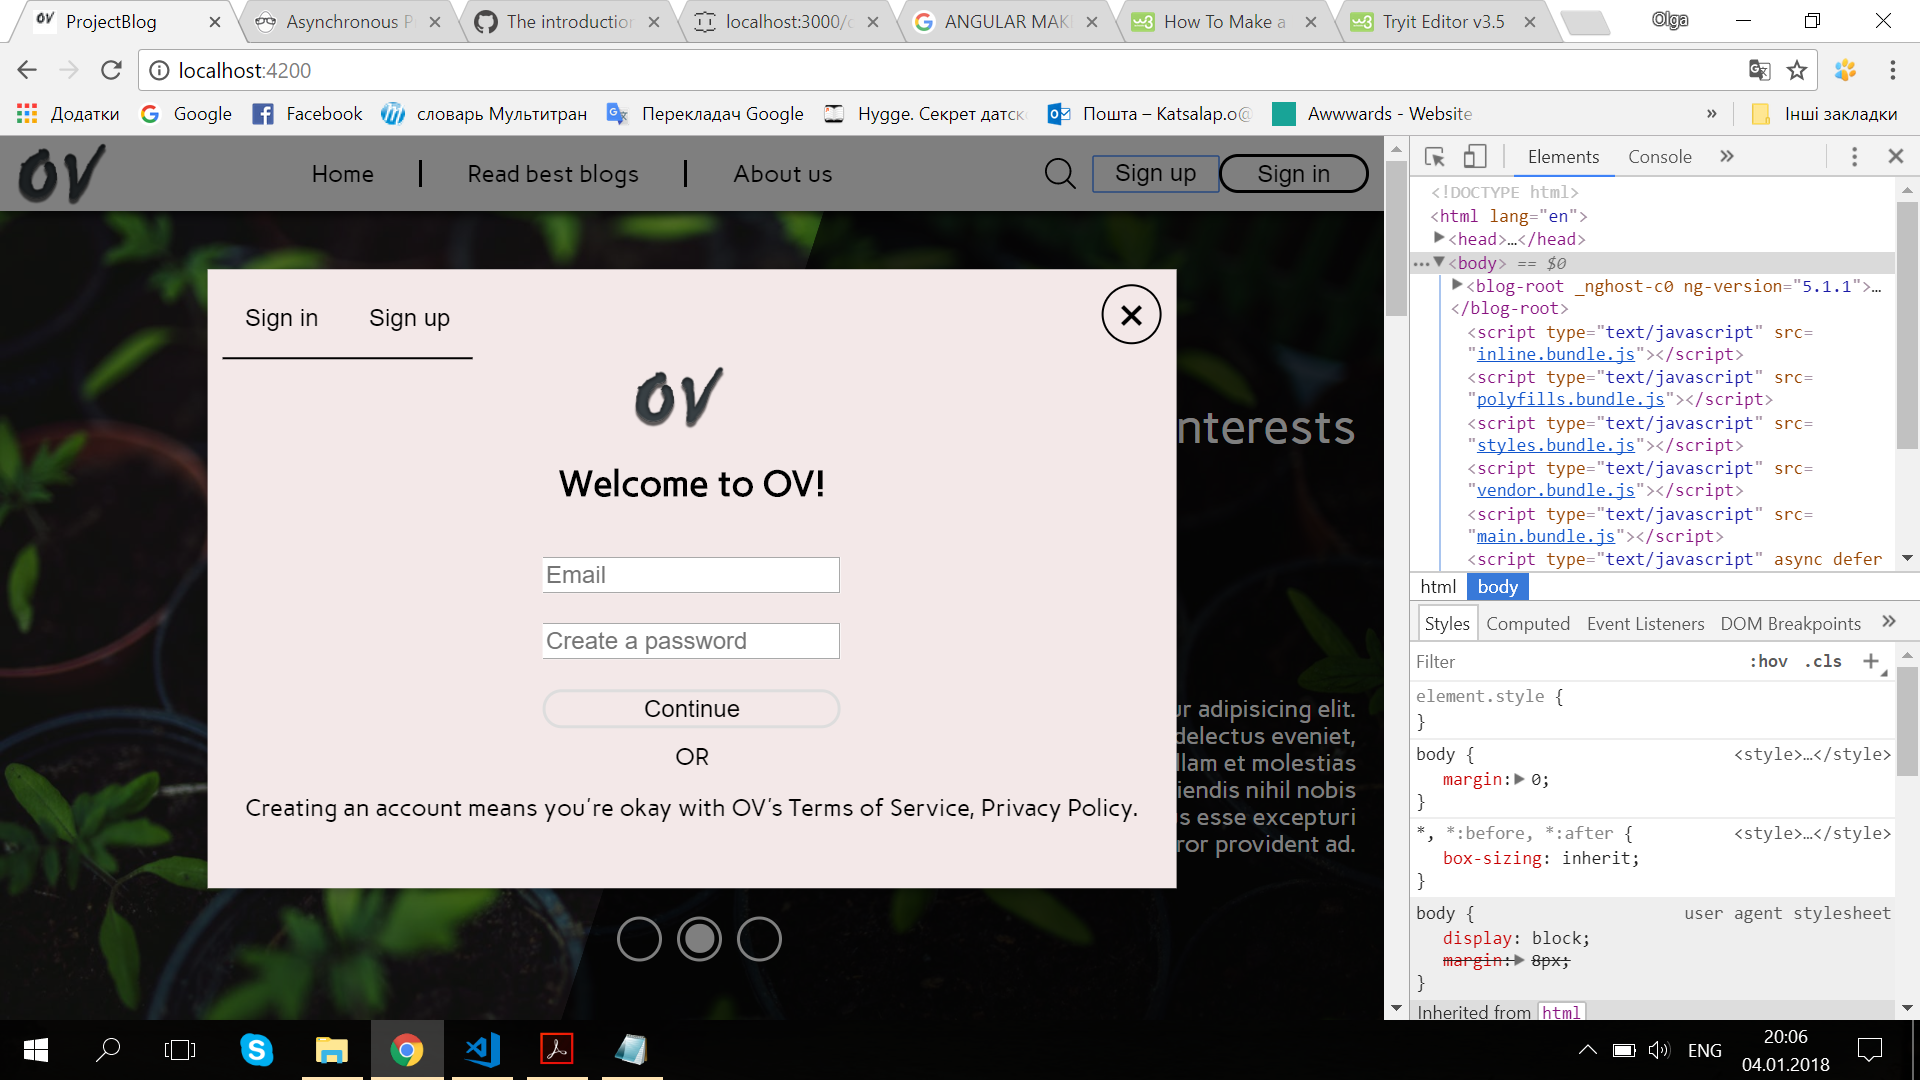 OV ProjectBlog
Asynchronous P
The introduction
localhost:3000/
ANGULAR MAK
How To Make a
Tryit Editor v3.5
Olga
localhost:4200
Додатки
Google
Facebook
словарь Мультитран
Перекладач Google
Hygge. Секрет датс
Пошта – Katsalap.o@
Awwwards - Website
»
Інші закладки
OV
Home
Read best blogs
About us
Sign up
Sign in
Sign in
Sign up
OV
Welcome to OV!
Email
Create a password
Continue
OR
Creating an account means you're okay with OV's Terms of Service, Privacy Policy.
nterests
ur adipisicing elit.
delectus eveniet,
llam et molestias
iendis nihil nobis
s esse excepturi
ror provident ad.
Elements
Console
»
<!DOCTYPE html>
<html lang="en">
<head>…</head>
<body> == $0
<blog-root _nghost-c0 ng-version="5.1.1">…
</blog-root>
<script type="text/javascript" src=
"inline.bundle.js"></script>
<script type="text/javascript" src=
"polyfills.bundle.js"></script>
<script type="text/javascript" src=
"styles.bundle.js"></script>
<script type="text/javascript" src=
"vendor.bundle.js"></script>
<script type="text/javascript" src=
"main.bundle.js"></script>
<script type="text/javascript" async defer
html
body
Styles
Computed
Event Listeners
DOM Breakpoints
»
Filter
:hov
.cls
+
element.style {
}
body {
<style>…</style>
margin: 0;
}
*, *:before, *:after {
<style>…</style>
box-sizing: inherit;
}
body {
user agent stylesheet
display: block;
margin: 8px;
}
Inherited from html
ENG
20:06
04.01.2018